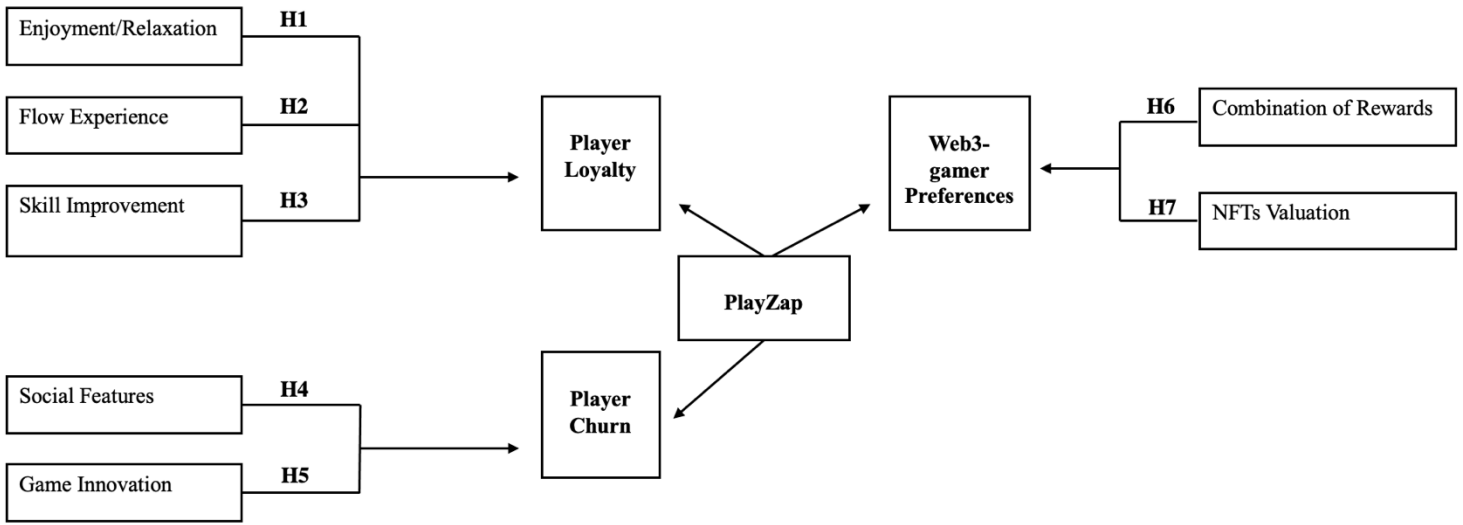 Enjoyment/Relaxation
H1
Flow Experience
H2
Skill Improvement
H3
Player
Loyalty
Web3-
gamer
Preferences
H6
Combination of Rewards
H7
NFTs Valuation
PlayZap
Social Features
H4
Game Innovation
H5
Player
Churn